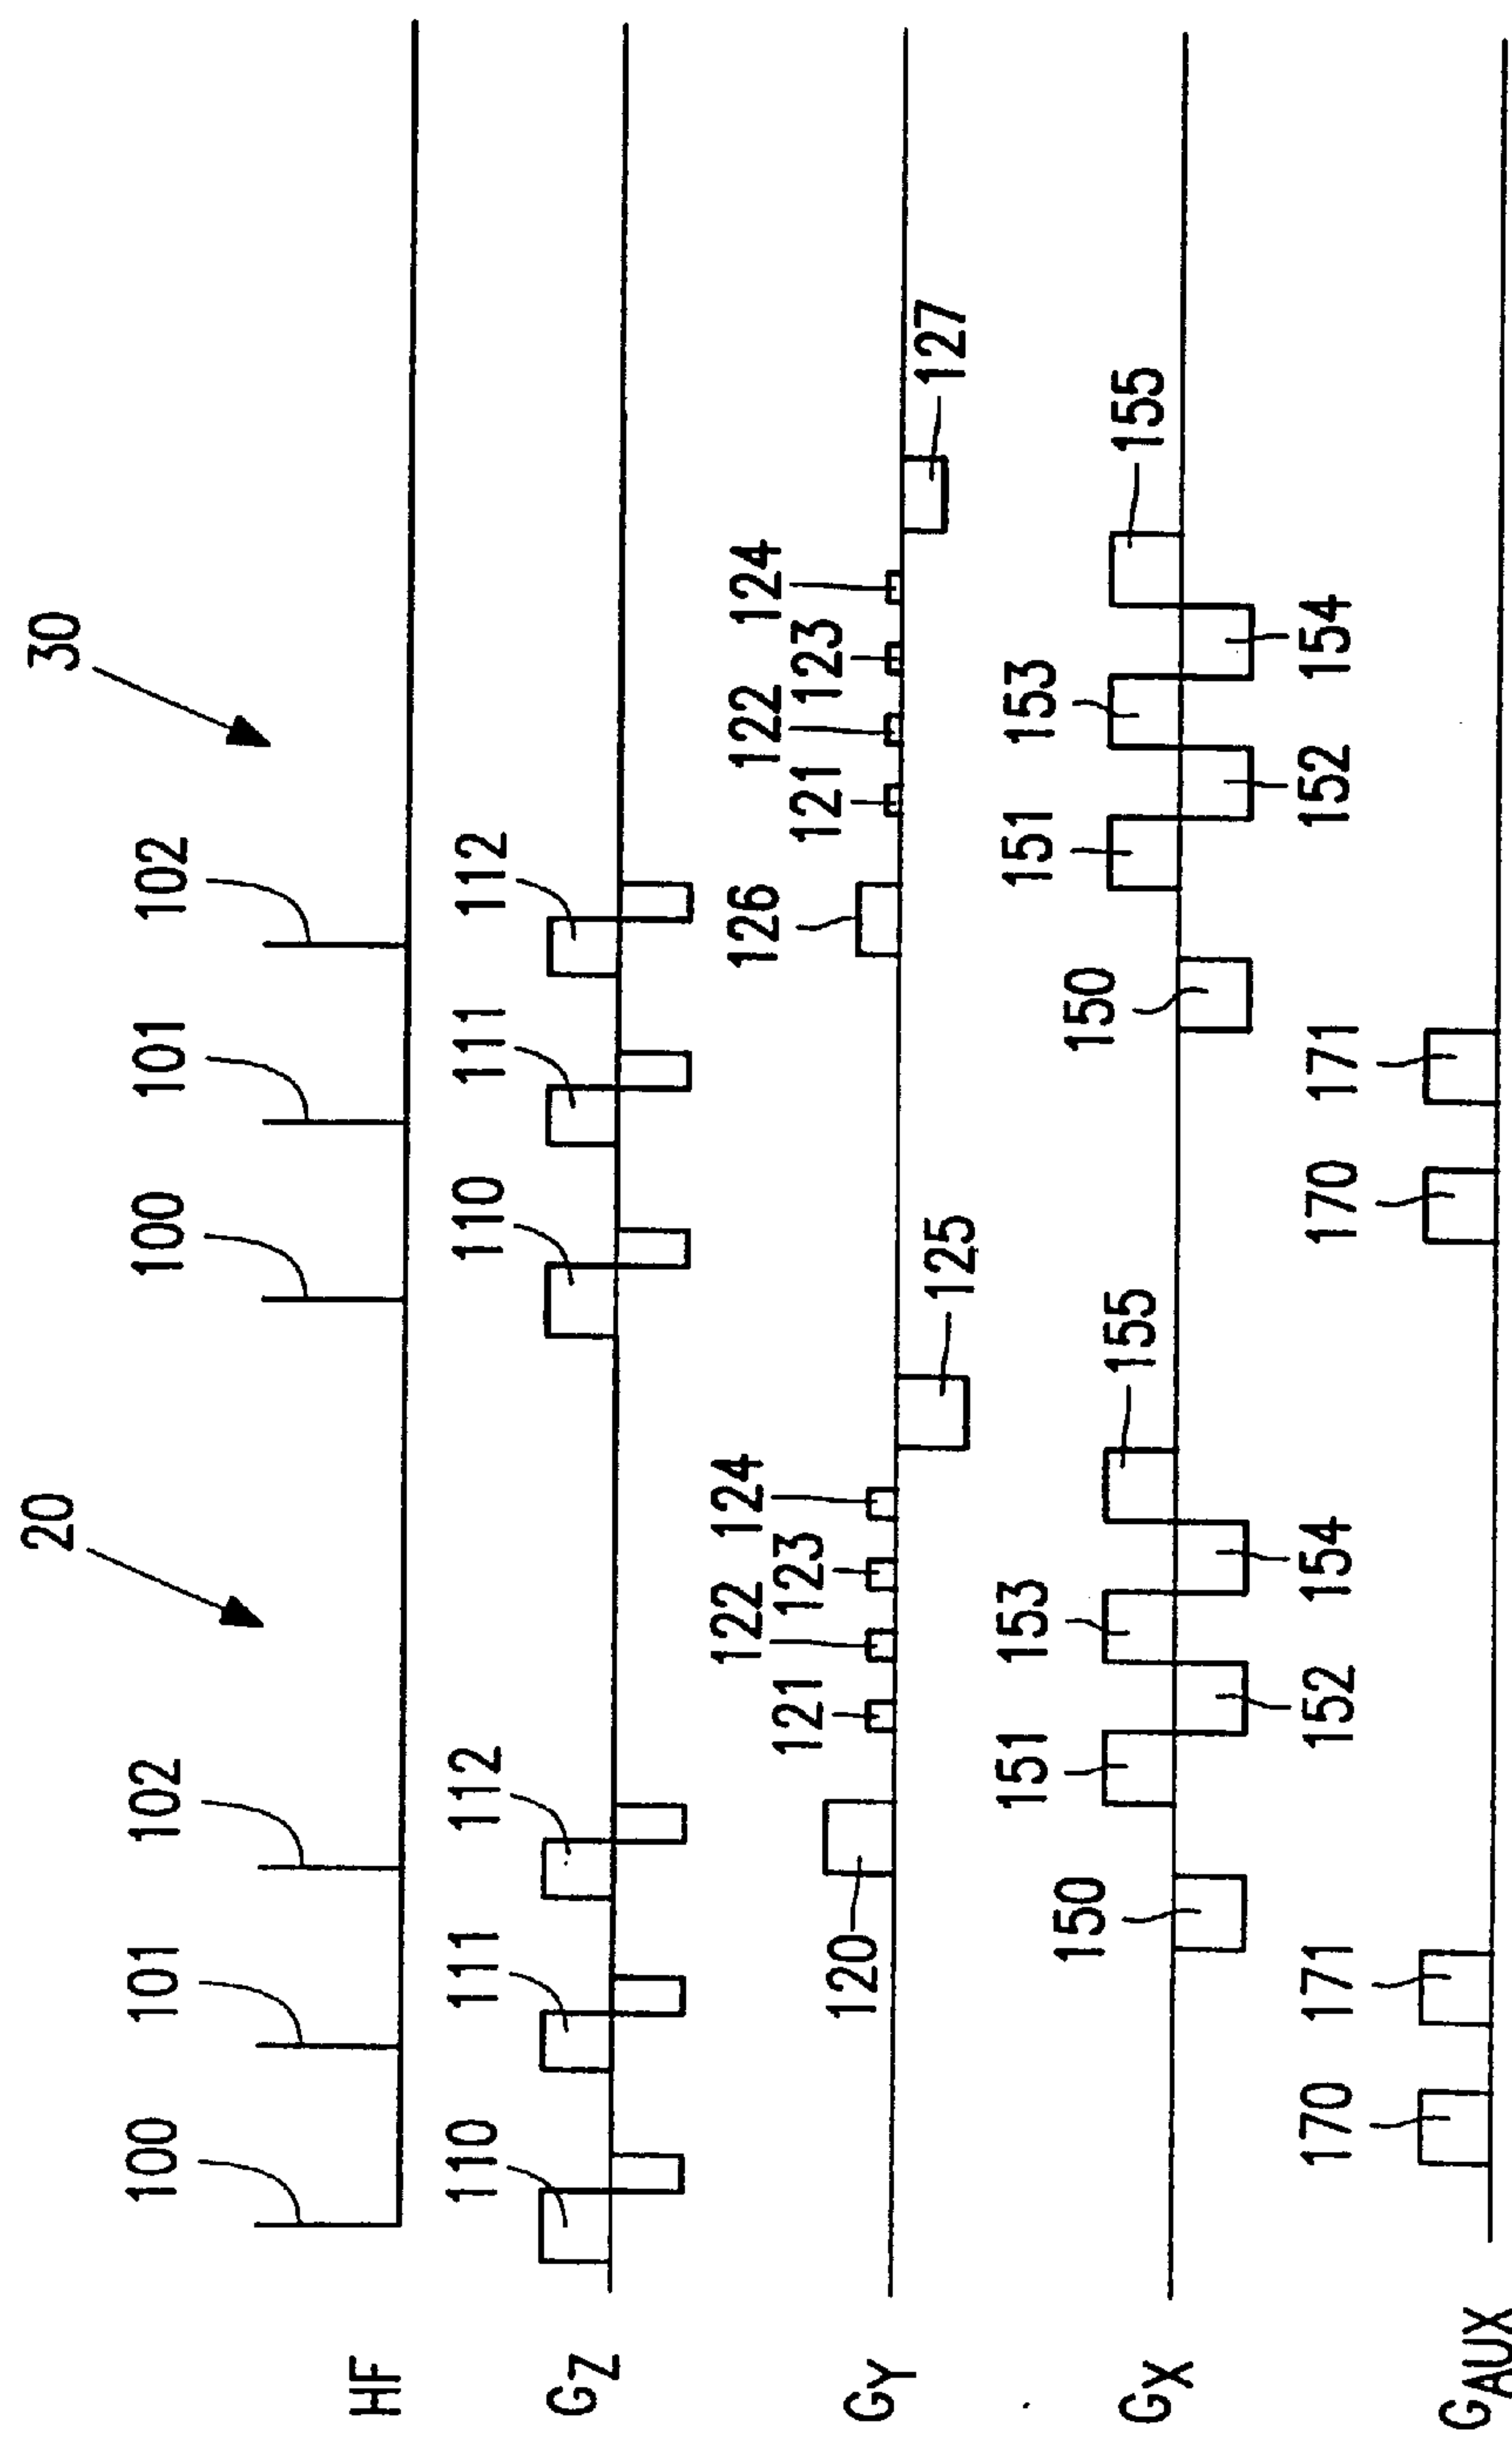 20 30
100 101 102 100 101 102
HF
110 111 112 110 111 112
GZ
122 124 122 124
121 123 126 121 123
120 125 127
GY
151 153 151 153
150 155 150 155
GX
152 154 152 154
170 171 170 171
GAUX